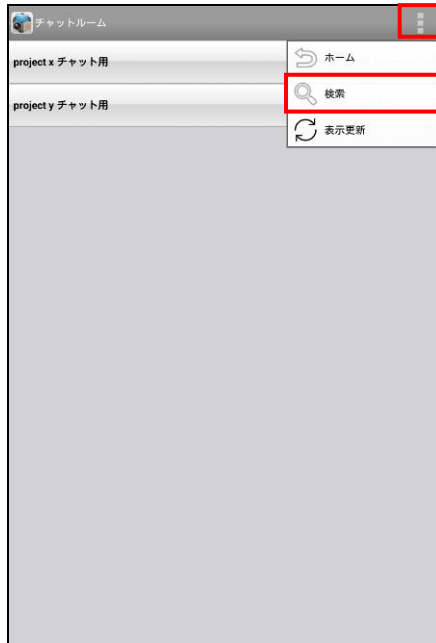 チャットルーム
project x チャット用
project y チャット用
ホーム
検索
表示更新